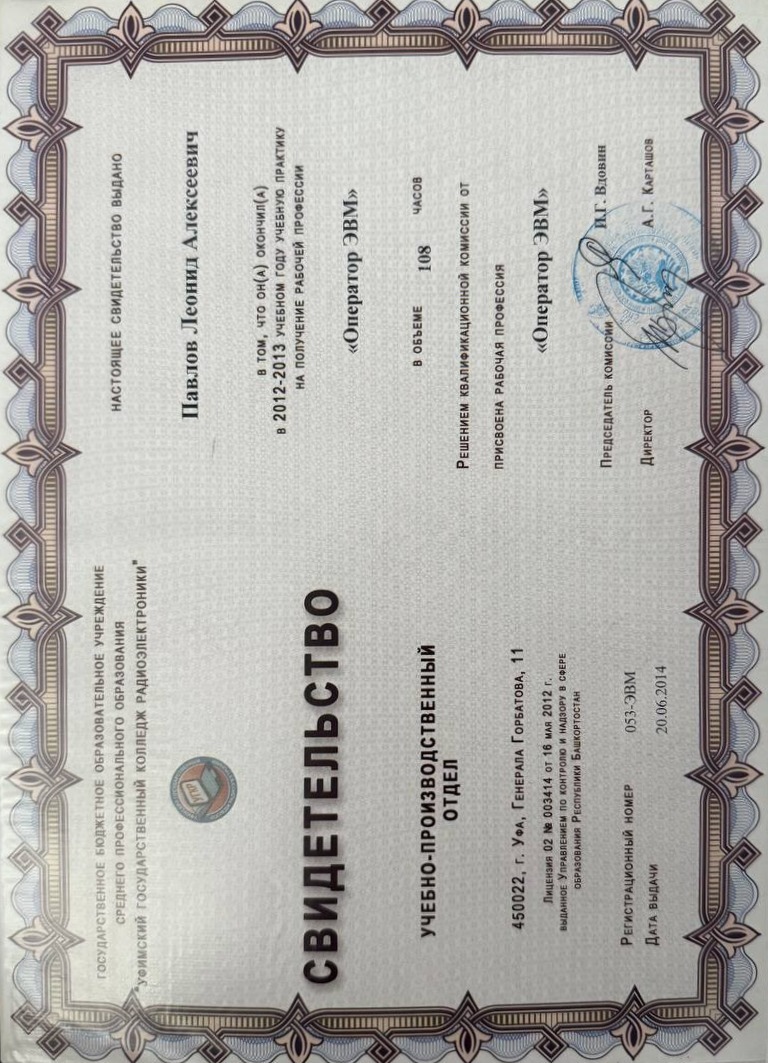 ГОСУДАРСТВЕННОЕ БЮДЖЕТНОЕ ОБРАЗОВАТЕЛЬНОЕ УЧРЕЖДЕНИЕ
СРЕДНЕГО ПРОФЕССИОНАЛЬНОГО ОБРАЗОВАНИЯ
"УФИМСКИЙ ГОСУДАРСТВЕННЫЙ КОЛЛЕДЖ РАДИОЭЛЕКТРОНИКИ"
УГКР
СВИДЕТЕЛЬСТВО
УЧЕБНО-ПРОИЗВОДСТВЕННЫЙ
ОТДЕЛ
450022, г. Уфа, Генерала Горбатова, 11
Лицензия 02 № 003414 от 16 мая 2012 г.
выданное Управлением по контролю и надзору в сфере
образования Республики Башкортостан
Регистрационный номер 053-ЭВМ
Дата выдачи 20.06.2014
НАСТОЯЩЕЕ СВИДЕТЕЛЬСТВО ВЫДАНО
Павлов Леонид Алексеевич
В ТОМ, ЧТО ОН(А) ОКОНЧИЛ(А)
В 2012-2013 УЧЕБНОМ ГОДУ УЧЕБНУЮ ПРАКТИКУ
НА ПОЛУЧЕНИЕ РАБОЧЕЙ ПРОФЕССИИ
«Оператор ЭВМ»
В ОБЪЕМЕ 108 ЧАСОВ
Решением квалификационной комиссии от
присвоена рабочая профессия
«Оператор ЭВМ»
Председатель комиссии И.Г. Вдовин
Директор А.Г. Карташов